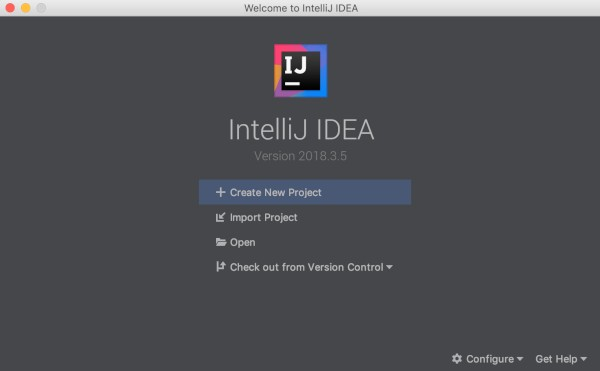 Welcome to IntelliJ IDEA
IJ
IntelliJ IDEA
Version 2018.3.5
Create New Project
Import Project
Open
Check out from Version Control
Configure
Get Help